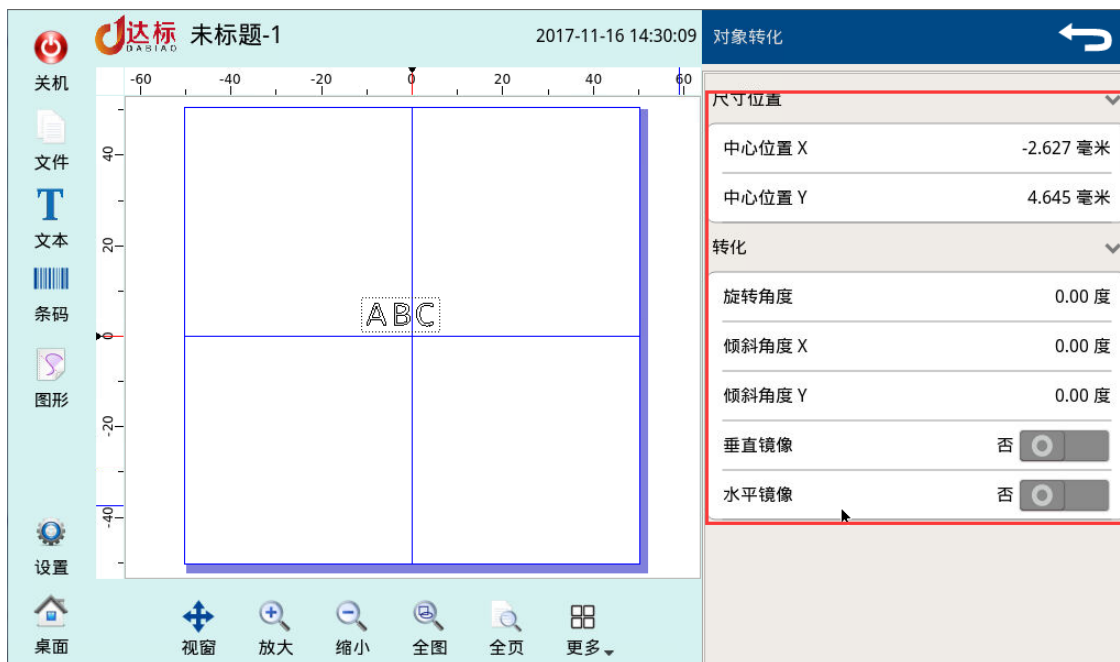 达标
DABIAO
未标题-1
2017-11-16 14:30:09
对象转化
关机
文件
T
文本
条码
图形
设置
桌面
-60 -40 -20 0 20 40 60
40
20
0
-20
-40
ABC
尺寸位置
中心位置 X -2.627 毫米
中心位置 Y 4.645 毫米
转化
旋转角度 0.00 度
倾斜角度 X 0.00 度
倾斜角度 Y 0.00 度
垂直镜像 否
水平镜像 否
视窗 放大 缩小 全图 全页 更多